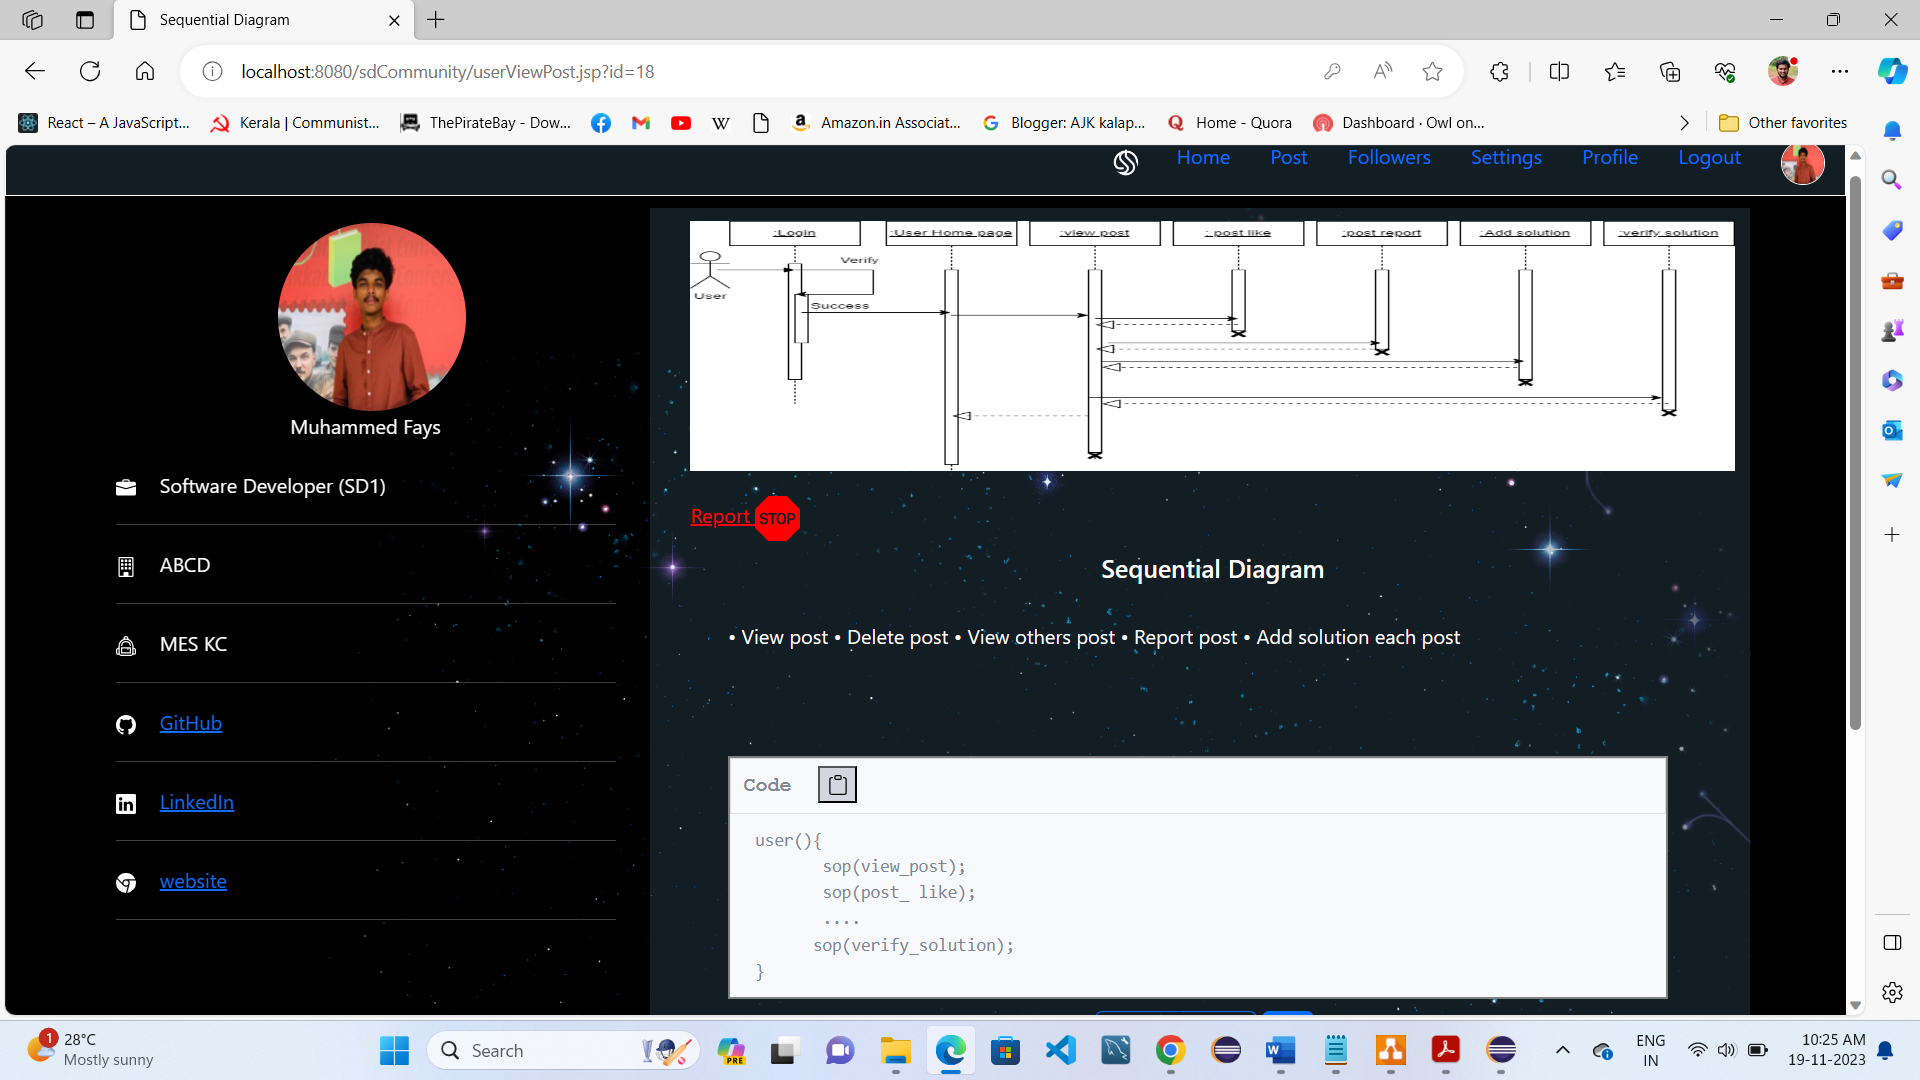 Sequential Diagram
localhost:8080/sdCommunity/userViewPost.jsp?id=18
React – A JavaScript...
Kerala | Communist...
ThePirateBay - Dow...
Amazon.in Associat...
Blogger: AJK kalap...
Home - Quora
Dashboard · Owl on...
Other favorites
Home
Post
Followers
Settings
Profile
Logout
Muhammed Fays
Software Developer (SD1)
ABCD
MES KC
GitHub
LinkedIn
website
:Login
:User Home page
:view post
: post like
:post report
:Add solution
:verify solution
Verify
User
Success
Report STOP
Sequential Diagram
• View post • Delete post • View others post • Report post • Add solution each post
Code
user(){
sop(view_post);
sop(post_ like);
....
sop(verify_solution);
}
1
28°C
Mostly sunny
Search
PRE
ENG
IN
10:25 AM
19-11-2023